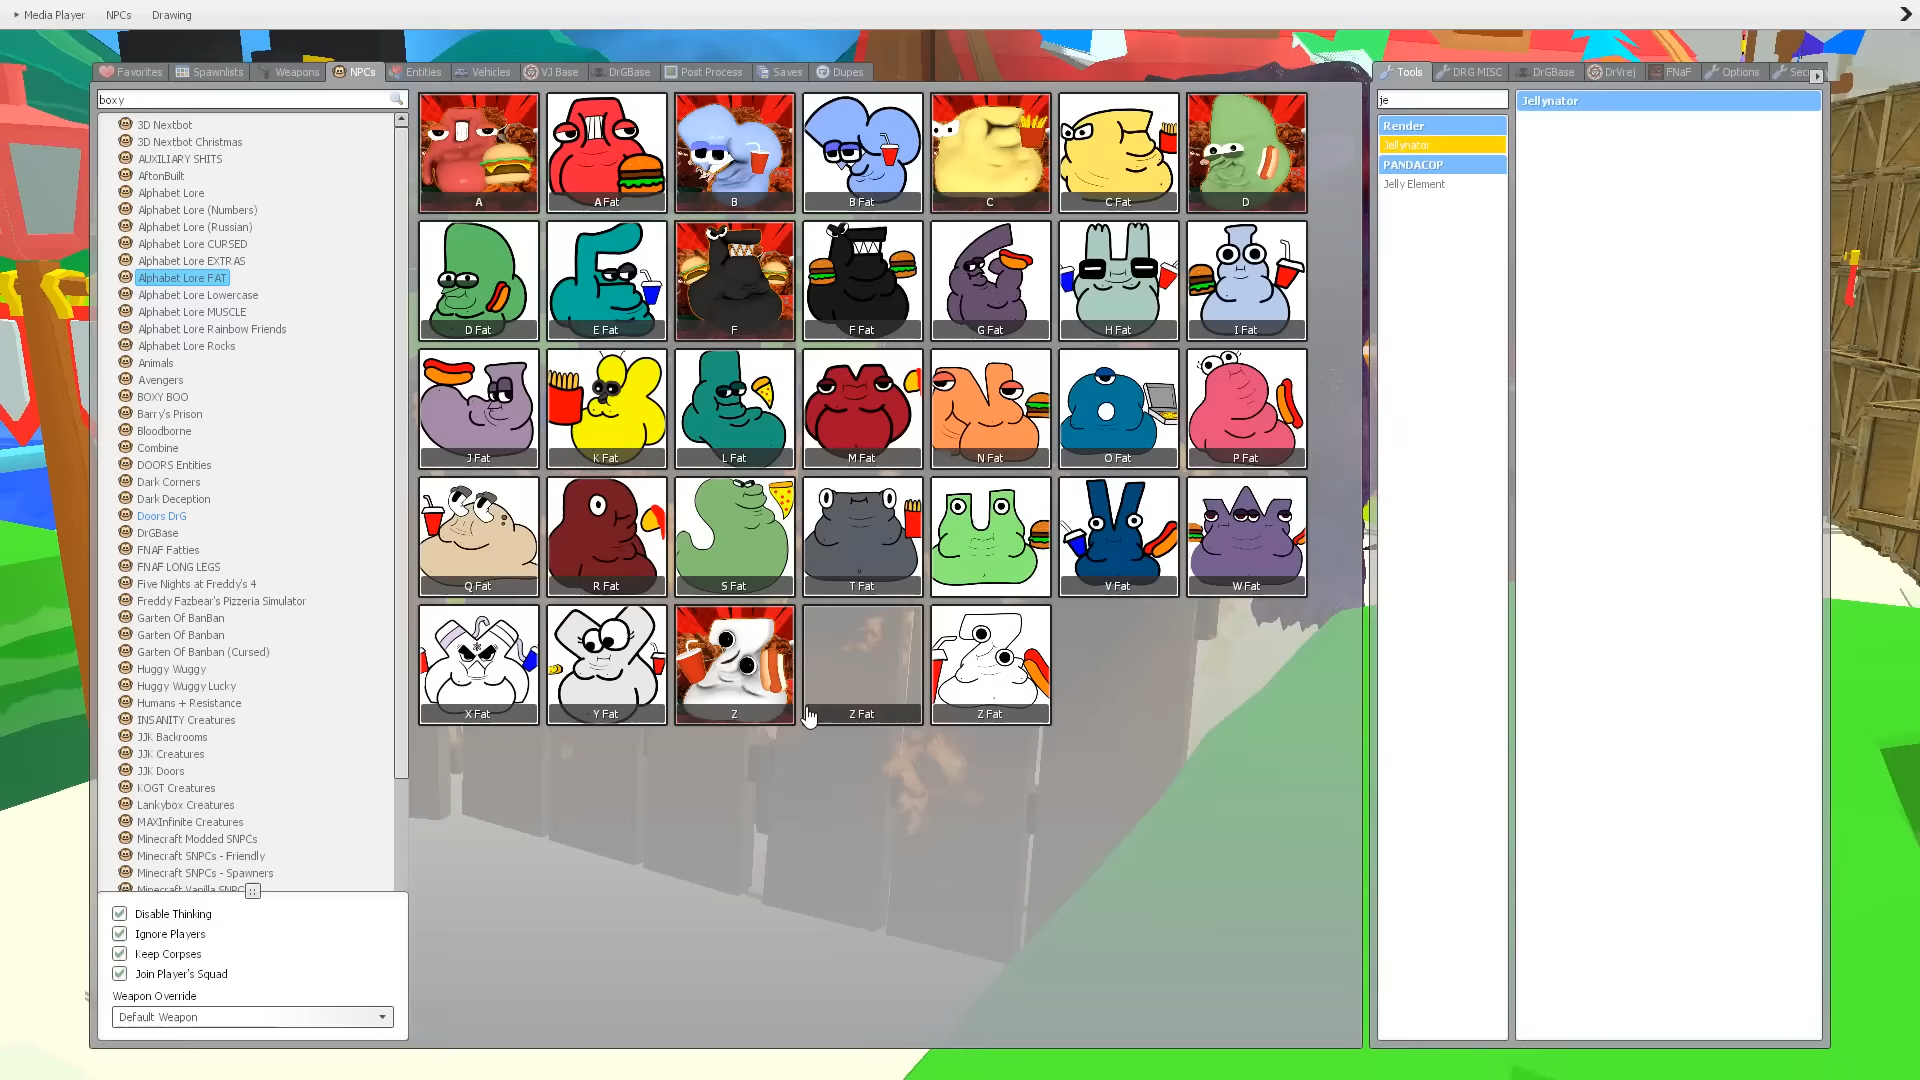 Media Player NPCs Drawing
Favorites Spawnlists Weapons NPCs Entities Vehicles VJ Base DrGBase Post Process Saves Dupes
Tools DRG MISC DrGBase DrVrej FNaF Options
boxy
je
Jellynator
Render
Jellynator
PANDACOP
Jelly Element
3D Nextbot
3D Nextbot Christmas
AUXILIARY SHITS
AftonBuilt
Alphabet Lore
Alphabet Lore (Numbers)
Alphabet Lore (Russian)
Alphabet Lore CURSED
Alphabet Lore EXTRAS
Alphabet Lore FAT
Alphabet Lore Lowercase
Alphabet Lore MUSCLE
Alphabet Lore Rainbow Friends
Alphabet Lore Rocks
Animals
Avengers
BOXY BOO
Barry's Prison
Bloodborne
Combine
DOORS Entities
Dark Corners
Dark Deception
Doors DrG
DrGBase
FNAF Fatties
FNAF LONG LEGS
Five Nights at Freddy's 4
Freddy Fazbear's Pizzeria Simulator
Garten Of BanBan
Garten Of Banban
Garten Of Banban (Cursed)
Huggy Wuggy
Huggy Wuggy Lucky
Humans + Resistance
INSANITY Creatures
JJK Backrooms
JJK Creatures
JJK Doors
KOGT Creatures
Lankybox Creatures
MAXInfinite Creatures
Minecraft Modded SNPCs
Minecraft SNPCs - Friendly
Minecraft SNPCs - Spawners
Minecraft Vanilla SNPC
A A Fat B B Fat C C Fat D
D Fat E Fat F F Fat G Fat H Fat I Fat
J Fat K Fat L Fat M Fat N Fat O Fat P Fat
Q Fat R Fat S Fat T Fat V Fat W Fat
X Fat Y Fat Z Z Fat Z Fat
Disable Thinking
Ignore Players
Keep Corpses
Join Player's Squad
Weapon Override
Default Weapon